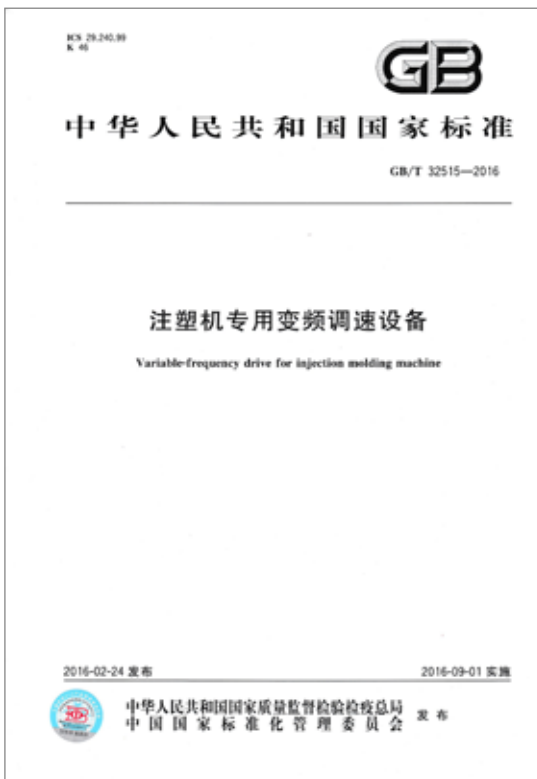 ICS 29.240.99
K 46
GB
中华人民共和国国家标准
GB/T 32515—2016
注塑机专用变频调速设备
Variable-frequency drive for injection molding machine
2016-02-24 发布
2016-09-01 实施
中华人民共和国国家质量监督检验检疫总局
中国国家标准化管理委员会
发布